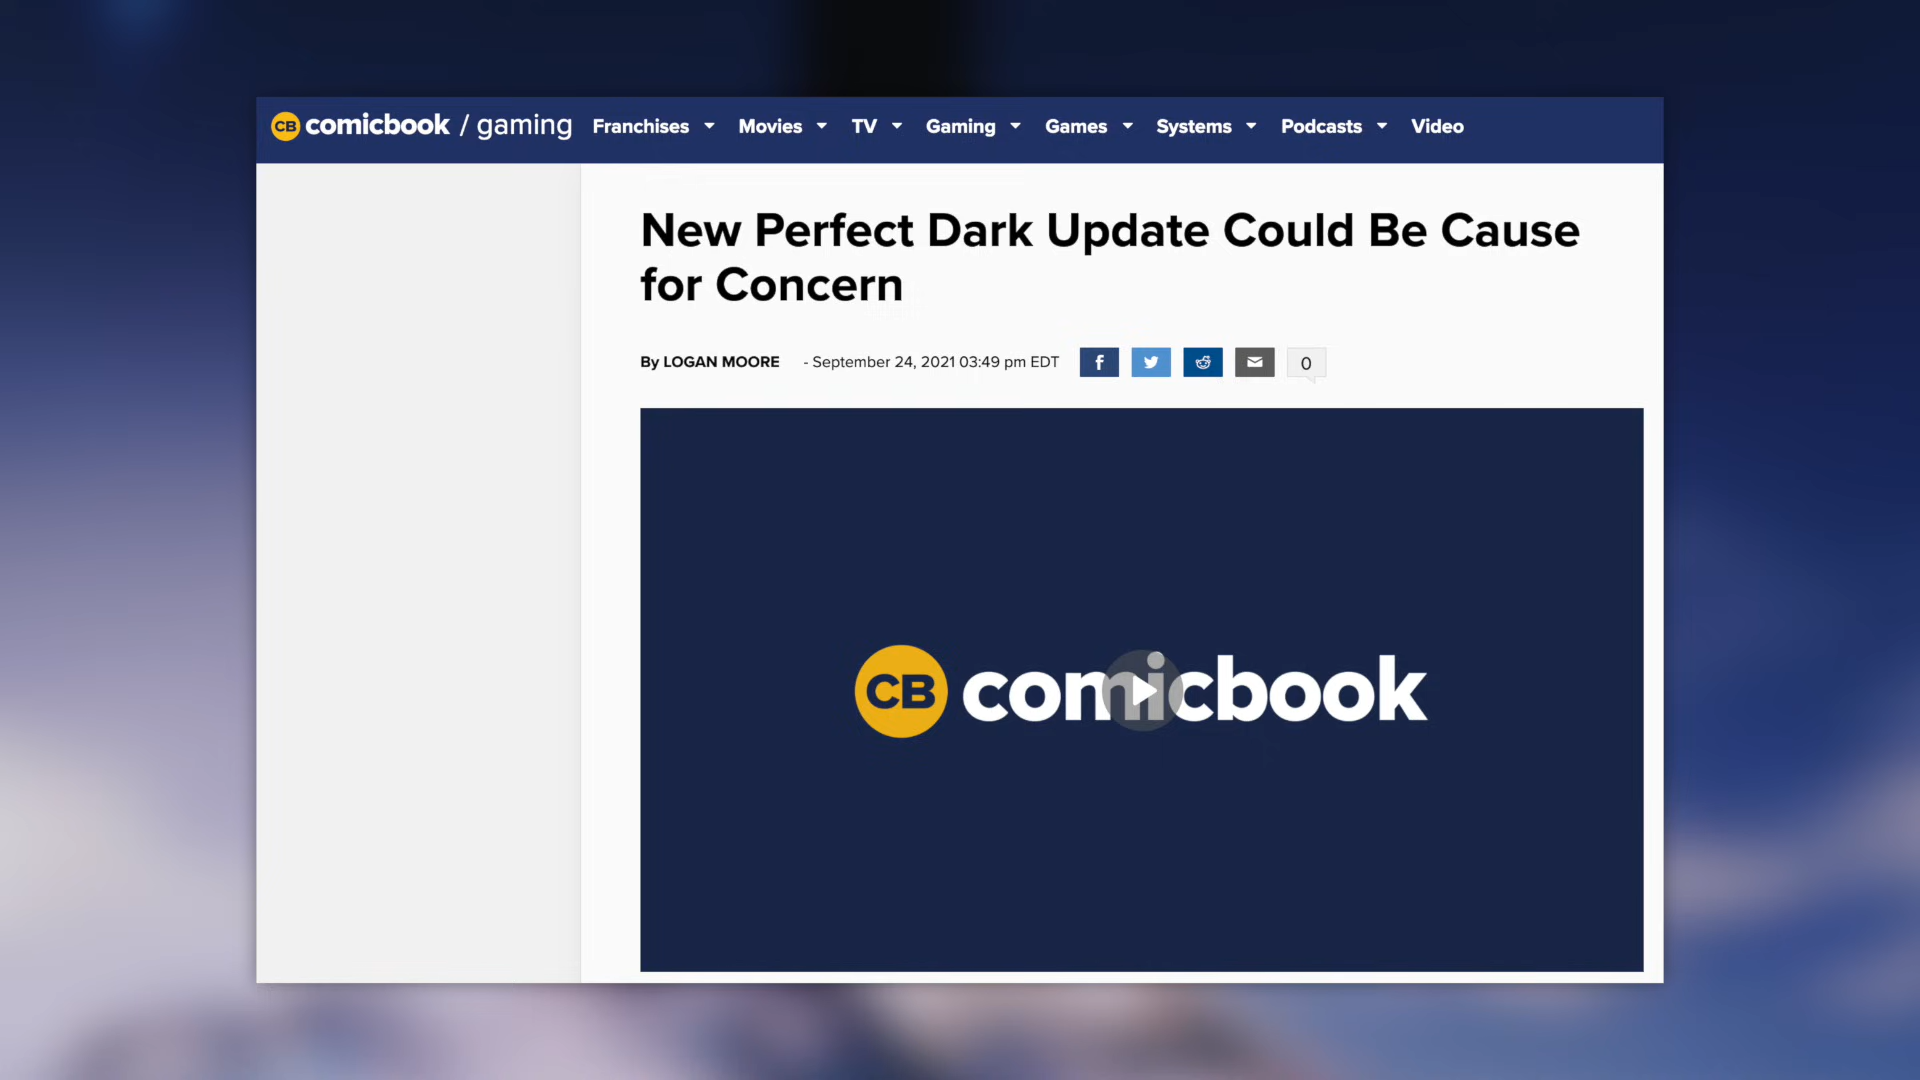 CB comicbook / gaming Franchises Movies TV Gaming Games Systems Podcasts Video
New Perfect Dark Update Could Be Cause
for Concern
By LOGAN MOORE - September 24, 2021 03:49 pm EDT f 0
CB comicbook